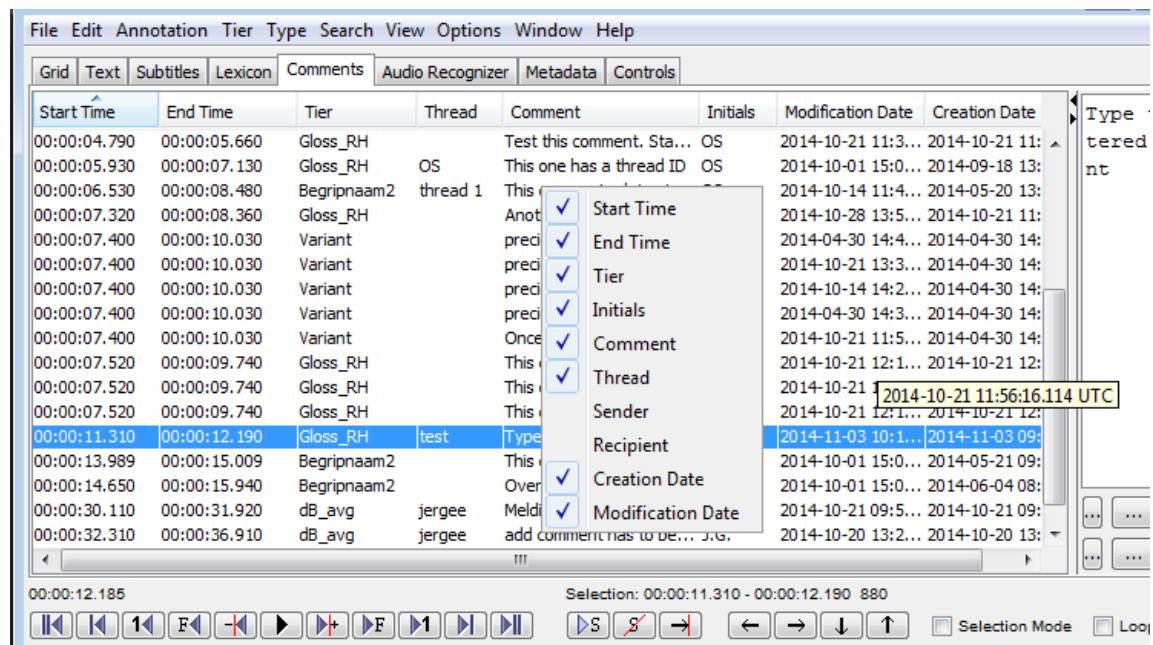 File Edit Annotation Tier Type Search View Options Window Help
Grid Text Subtitles Lexicon Comments Audio Recognizer Metadata Controls
Start Time End Time Tier Thread Comment Initials Modification Date Creation Date
Type
00:00:04.790 00:00:05.660 Gloss_RH Test this comment. Sta... OS 2014-10-21 11:3... 2014-10-21 11:
tered
00:00:05.930 00:00:07.130 Gloss_RH OS This one has a thread ID OS 2014-10-01 15:0... 2014-09-18 13:
nt
00:00:06.530 00:00:08.480 Begripnaam2 thread 1 This 2014-10-14 11:4... 2014-05-20 13:
00:00:07.320 00:00:08.360 Gloss_RH Anot 2014-10-28 13:5... 2014-10-21 11:
00:00:07.400 00:00:10.030 Variant preci 2014-04-30 14:4... 2014-04-30 14:
00:00:07.400 00:00:10.030 Variant preci 2014-10-21 13:3... 2014-04-30 14:
00:00:07.400 00:00:10.030 Variant preci 2014-10-14 14:2... 2014-04-30 14:
00:00:07.400 00:00:10.030 Variant preci 2014-04-30 14:3... 2014-04-30 14:
00:00:07.400 00:00:10.030 Variant Once 2014-10-21 11:5... 2014-04-30 14:
00:00:07.520 00:00:09.740 Gloss_RH This 2014-10-21 12:1... 2014-10-21 12:
00:00:07.520 00:00:09.740 Gloss_RH This 2014-10-21
00:00:07.520 00:00:09.740 Gloss_RH This 2014-10-21 12:1... 2014-10-21 12:
00:00:11.310 00:00:12.190 Gloss_RH test Type 2014-11-03 10:1... 2014-11-03 09:
00:00:13.989 00:00:15.009 Begripnaam2 This 2014-10-01 15:0... 2014-05-21 09:
00:00:14.650 00:00:15.940 Begripnaam2 Over 2014-10-01 15:0... 2014-06-04 08:
00:00:30.110 00:00:31.920 dB_avg jergee Meldi 2014-10-21 09:5... 2014-10-21 09:
00:00:32.310 00:00:36.910 dB_avg jergee add comment has to be... J.G. 2014-10-20 13:2... 2014-10-20 13:
Start Time
End Time
Tier
Initials
Comment
Thread
Sender
Recipient
Creation Date
Modification Date
2014-10-21 11:56:16.114 UTC
... ...
... ...
00:00:12.185 Selection: 00:00:11.310 - 00:00:12.190 880
1 F - + F 1 S S Selection Mode Loop